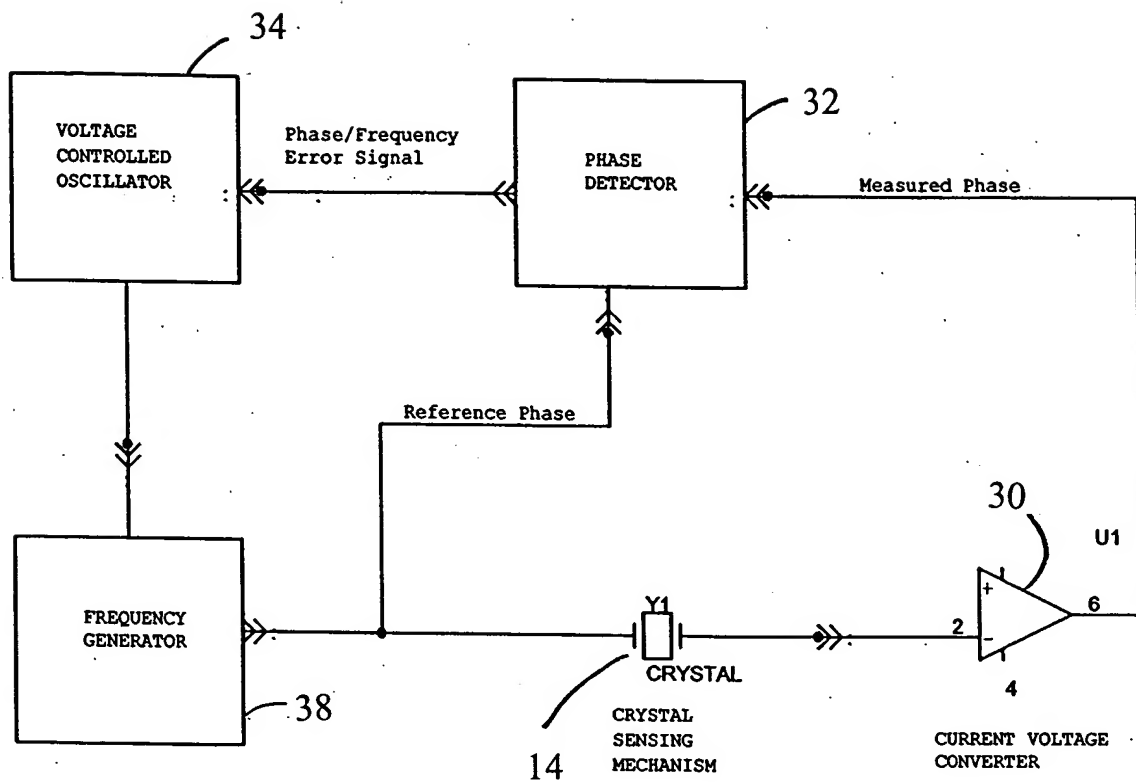 34
VOLTAGE
CONTROLLED
OSCILLATOR
Phase/Frequency
Error Signal
32
PHASE
DETECTOR
Measured Phase
Reference Phase
FREQUENCY
GENERATOR
38
Y1
CRYSTAL
14
CRYSTAL
SENSING
MECHANISM
30
U1
+
2
-
6
4
CURRENT VOLTAGE
CONVERTER